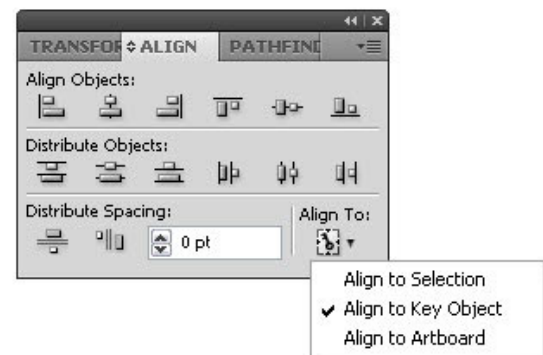 TRANSFOR ALIGN PATHFIND
Align Objects:
Distribute Objects:
Distribute Spacing: Align To:
0 pt
Align to Selection
Align to Key Object
Align to Artboard